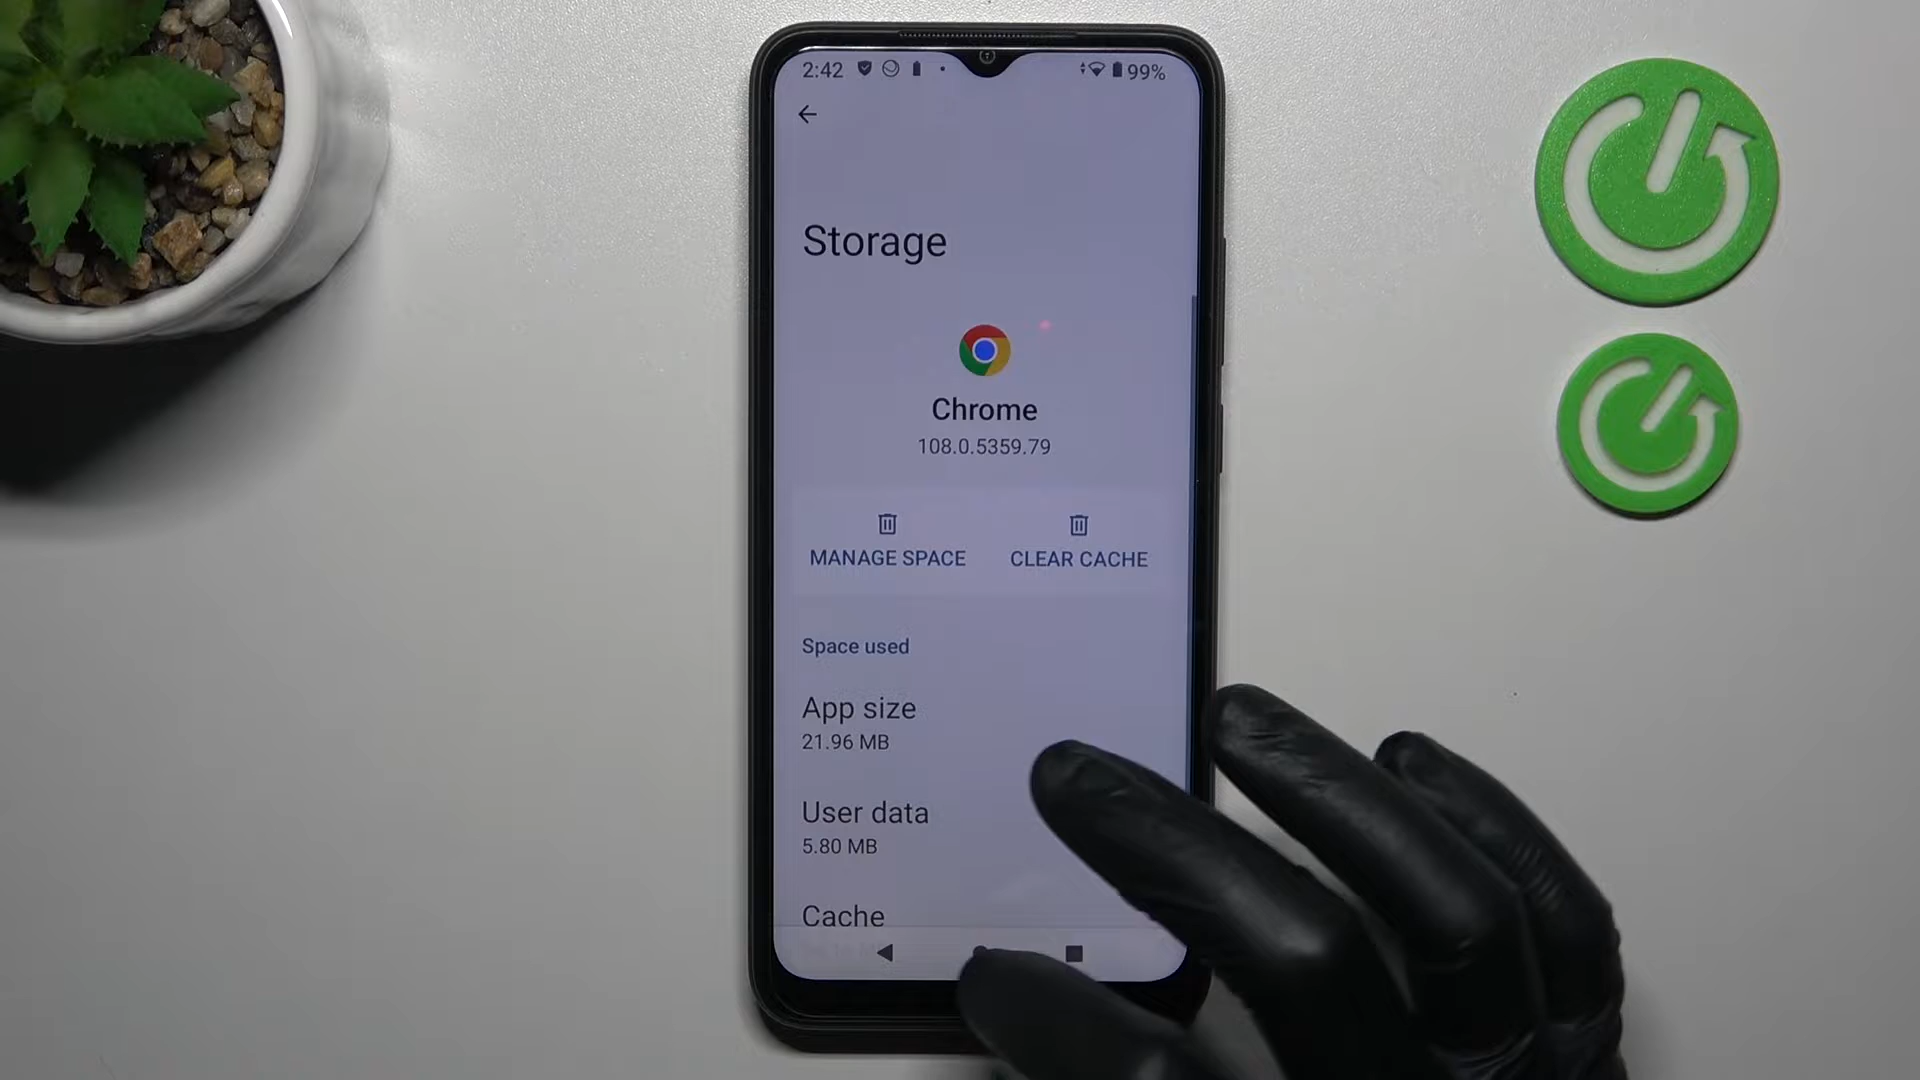 2:42
99%
Storage
Chrome
108.0.5359.79
MANAGE SPACE
CLEAR CACHE
Space used
App size
21.96 MB
User data
5.80 MB
Cache